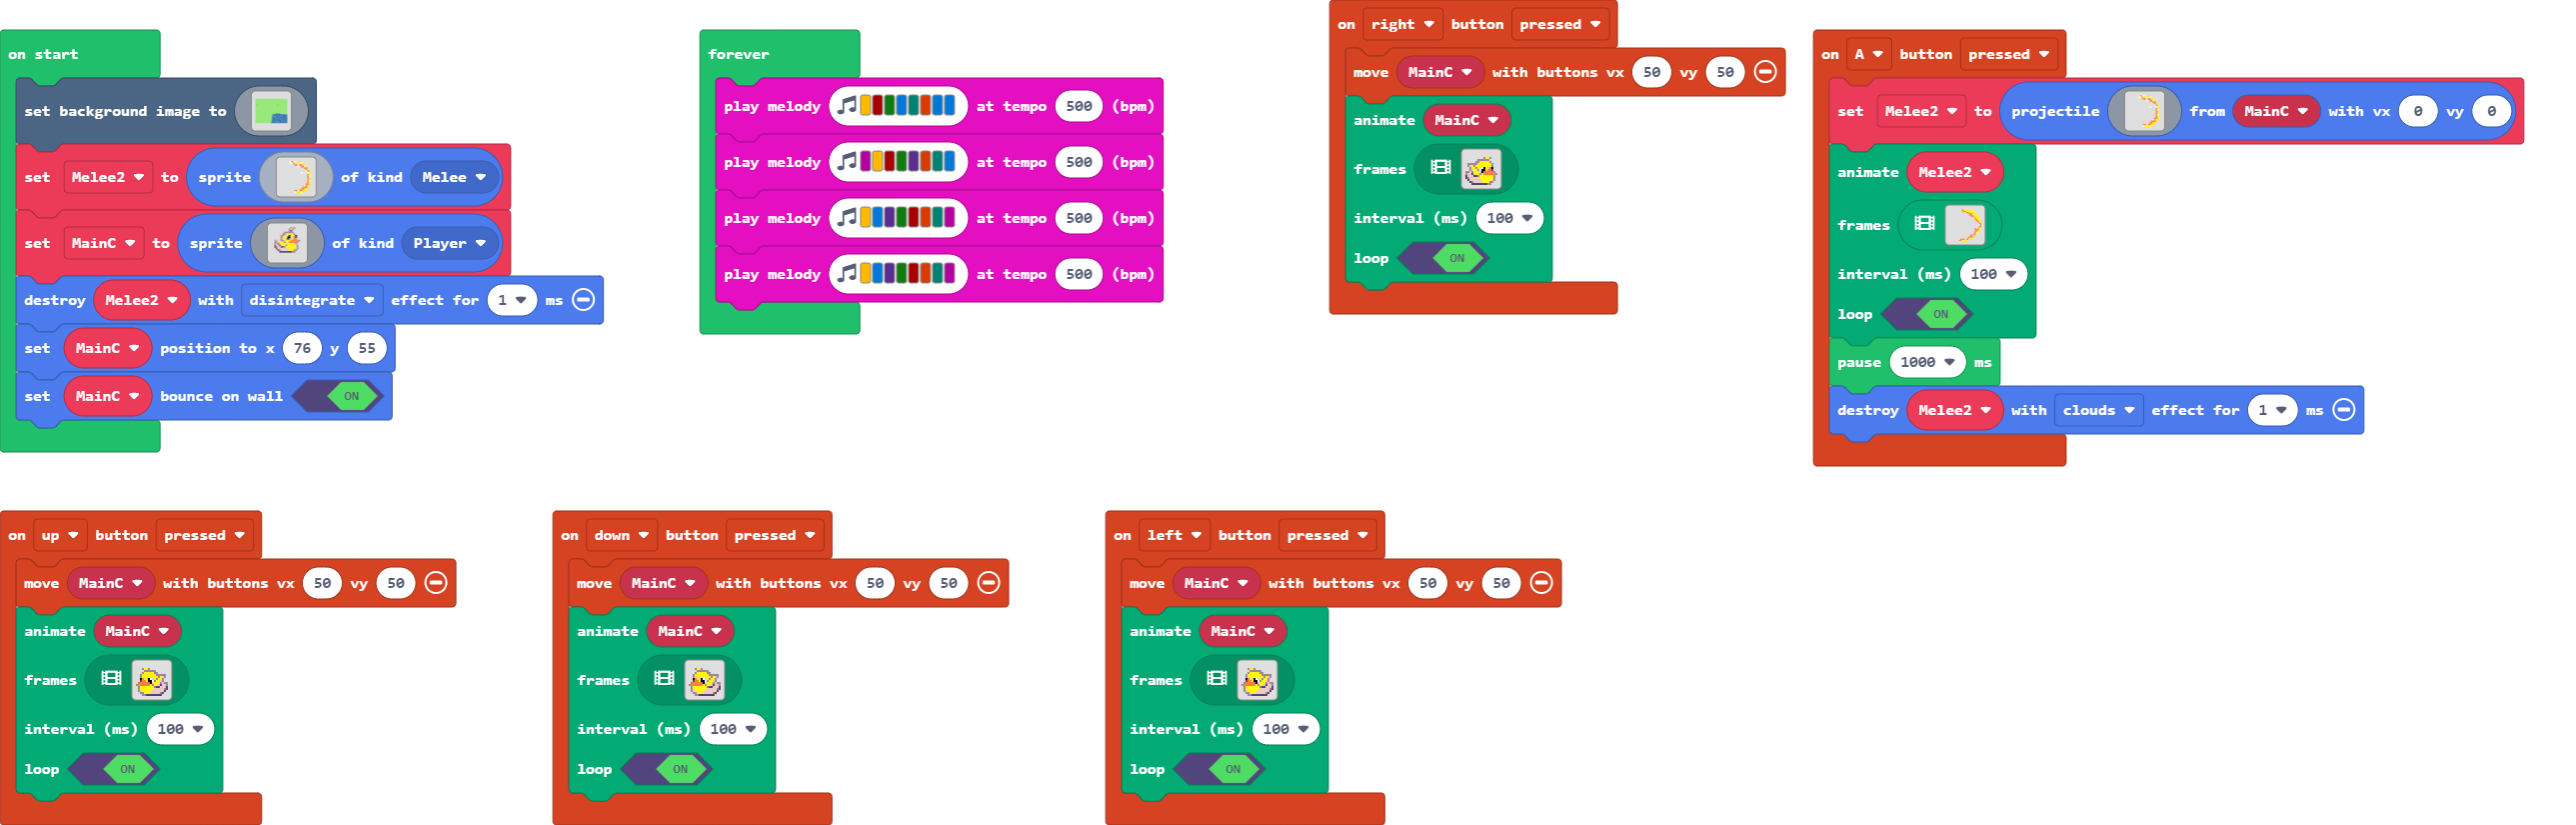 on start
set background image to
set Melee2 to sprite of kind Melee
set MainC to sprite of kind Player
destroy Melee2 with disintegrate effect for 1 ms
set MainC position to x 76 y 55
set MainC bounce on wall ON
forever
play melody at tempo 500 (bpm)
play melody at tempo 500 (bpm)
play melody at tempo 500 (bpm)
play melody at tempo 500 (bpm)
on right button pressed
move MainC with buttons vx 50 vy 50
animate MainC
frames
interval (ms) 100
loop ON
on A button pressed
set Melee2 to projectile from MainC with vx 0 vy 0
animate Melee2
frames
interval (ms) 100
loop ON
pause 1000 ms
destroy Melee2 with clouds effect for 1 ms
on up button pressed
move MainC with buttons vx 50 vy 50
animate MainC
frames
interval (ms) 100
loop ON
on down button pressed
move MainC with buttons vx 50 vy 50
animate MainC
frames
interval (ms) 100
loop ON
on left button pressed
move MainC with buttons vx 50 vy 50
animate MainC
frames
interval (ms) 100
loop ON